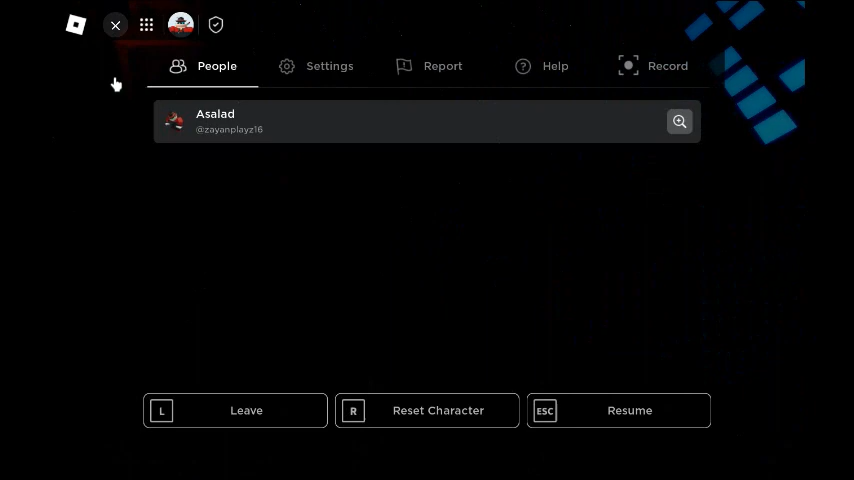 People
Settings
Report
Help
Record
Asalad
@zayanplayz16
L
Leave
R
Reset Character
ESC
Resume